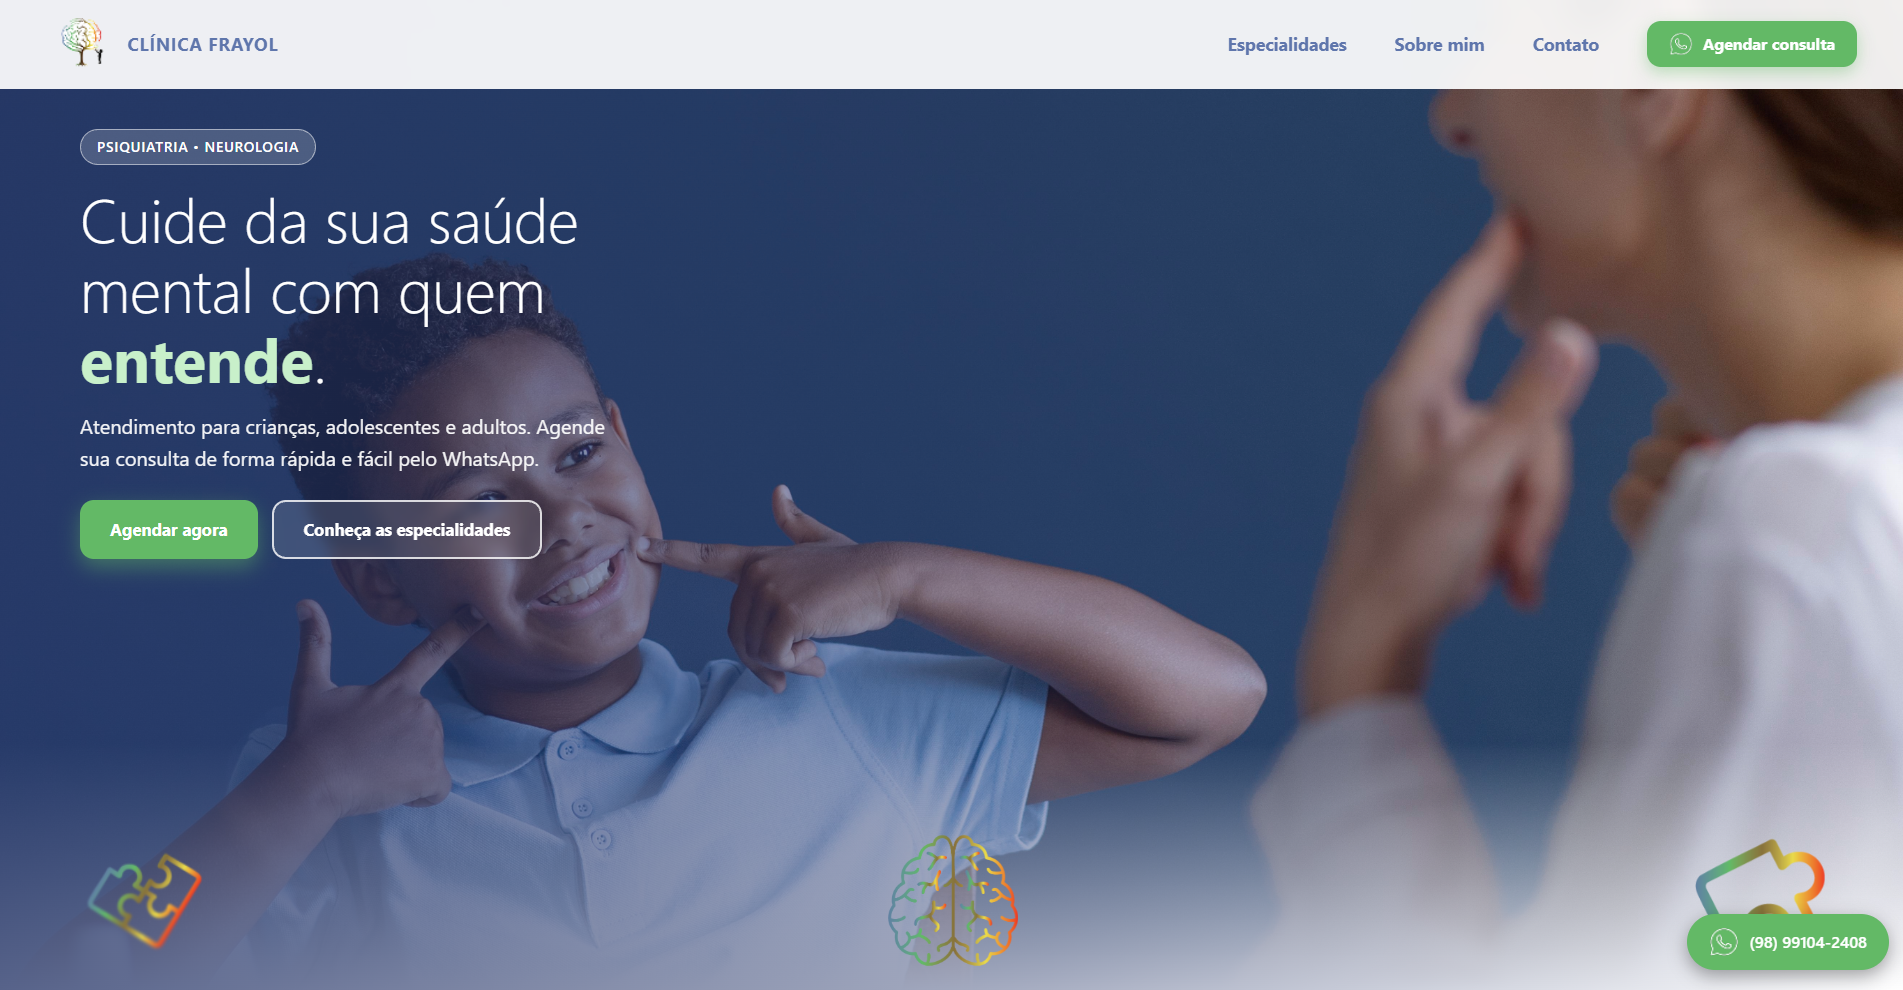 CLÍNICA FRAYOL
Especialidades
Sobre mim
Contato
Agendar consulta
PSIQUIATRIA • NEUROLOGIA
Cuide da sua saúde
mental com quem
entende.
Atendimento para crianças, adolescentes e adultos. Agende
sua consulta de forma rápida e fácil pelo WhatsApp.
Agendar agora
Conheça as especialidades
(98) 99104-2408